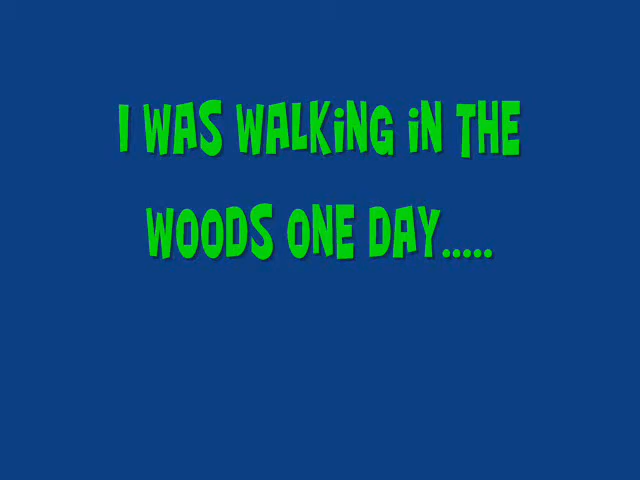 I WAS WALKiNG iN THE
WOODS ONE DAY.....